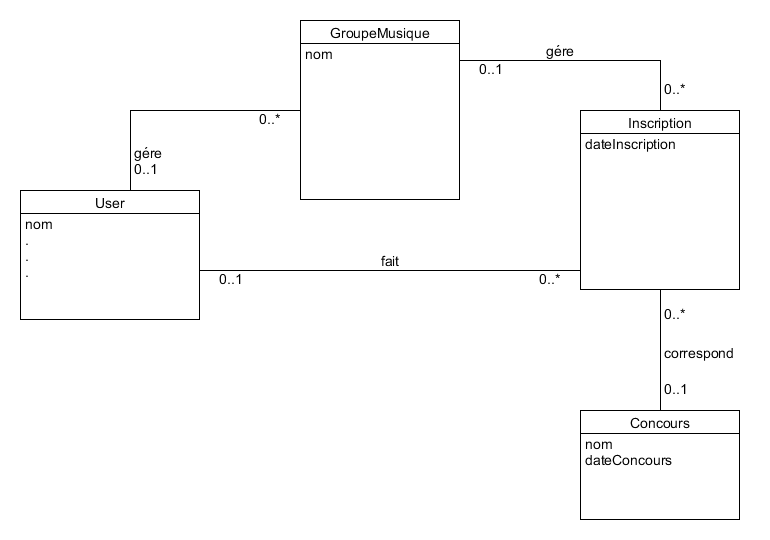 GroupeMusique
nom
gére
0..1
0..*
0..*
gére
0..1
Inscription
dateInscription
User
nom
.
.
.
fait
0..1
0..*
0..*
correspond
0..1
Concours
nom
dateConcours